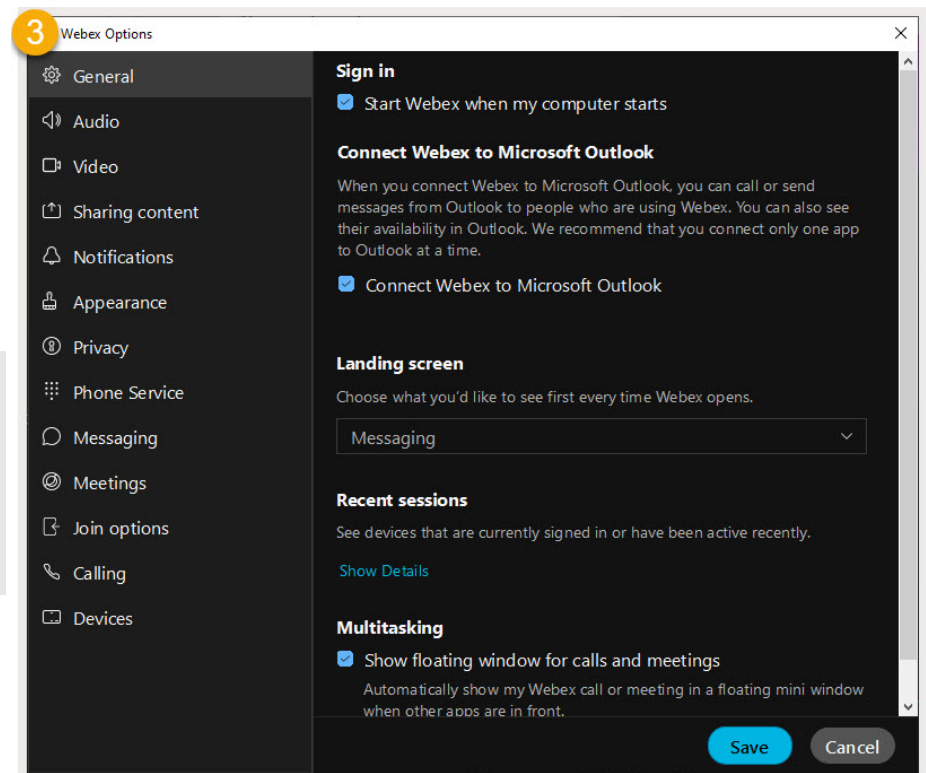 3
Webex Options
General
Audio
Video
Sharing content
Notifications
Appearance
Privacy
Phone Service
Messaging
Meetings
Join options
Calling
Devices
Sign in
Start Webex when my computer starts
Connect Webex to Microsoft Outlook
When you connect Webex to Microsoft Outlook, you can call or send
messages from Outlook to people who are using Webex. You can also see
their availability in Outlook. We recommend that you connect only one app
to Outlook at a time.
Connect Webex to Microsoft Outlook
Landing screen
Choose what you'd like to see first every time Webex opens.
Messaging
Recent sessions
See devices that are currently signed in or have been active recently.
Show Details
Multitasking
Show floating window for calls and meetings
Automatically show my Webex call or meeting in a floating mini window
when other apps are in front.
Save
Cancel